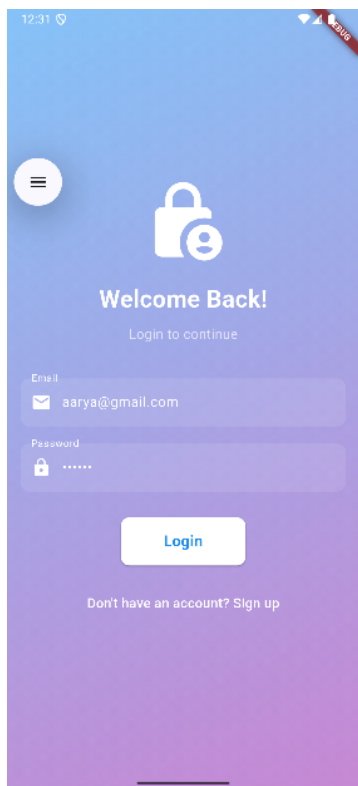 12:31
DEBUG
Welcome Back!
Login to continue
Email
aarya@gmail.com
Password
••••••
Login
Don't have an account? Sign up